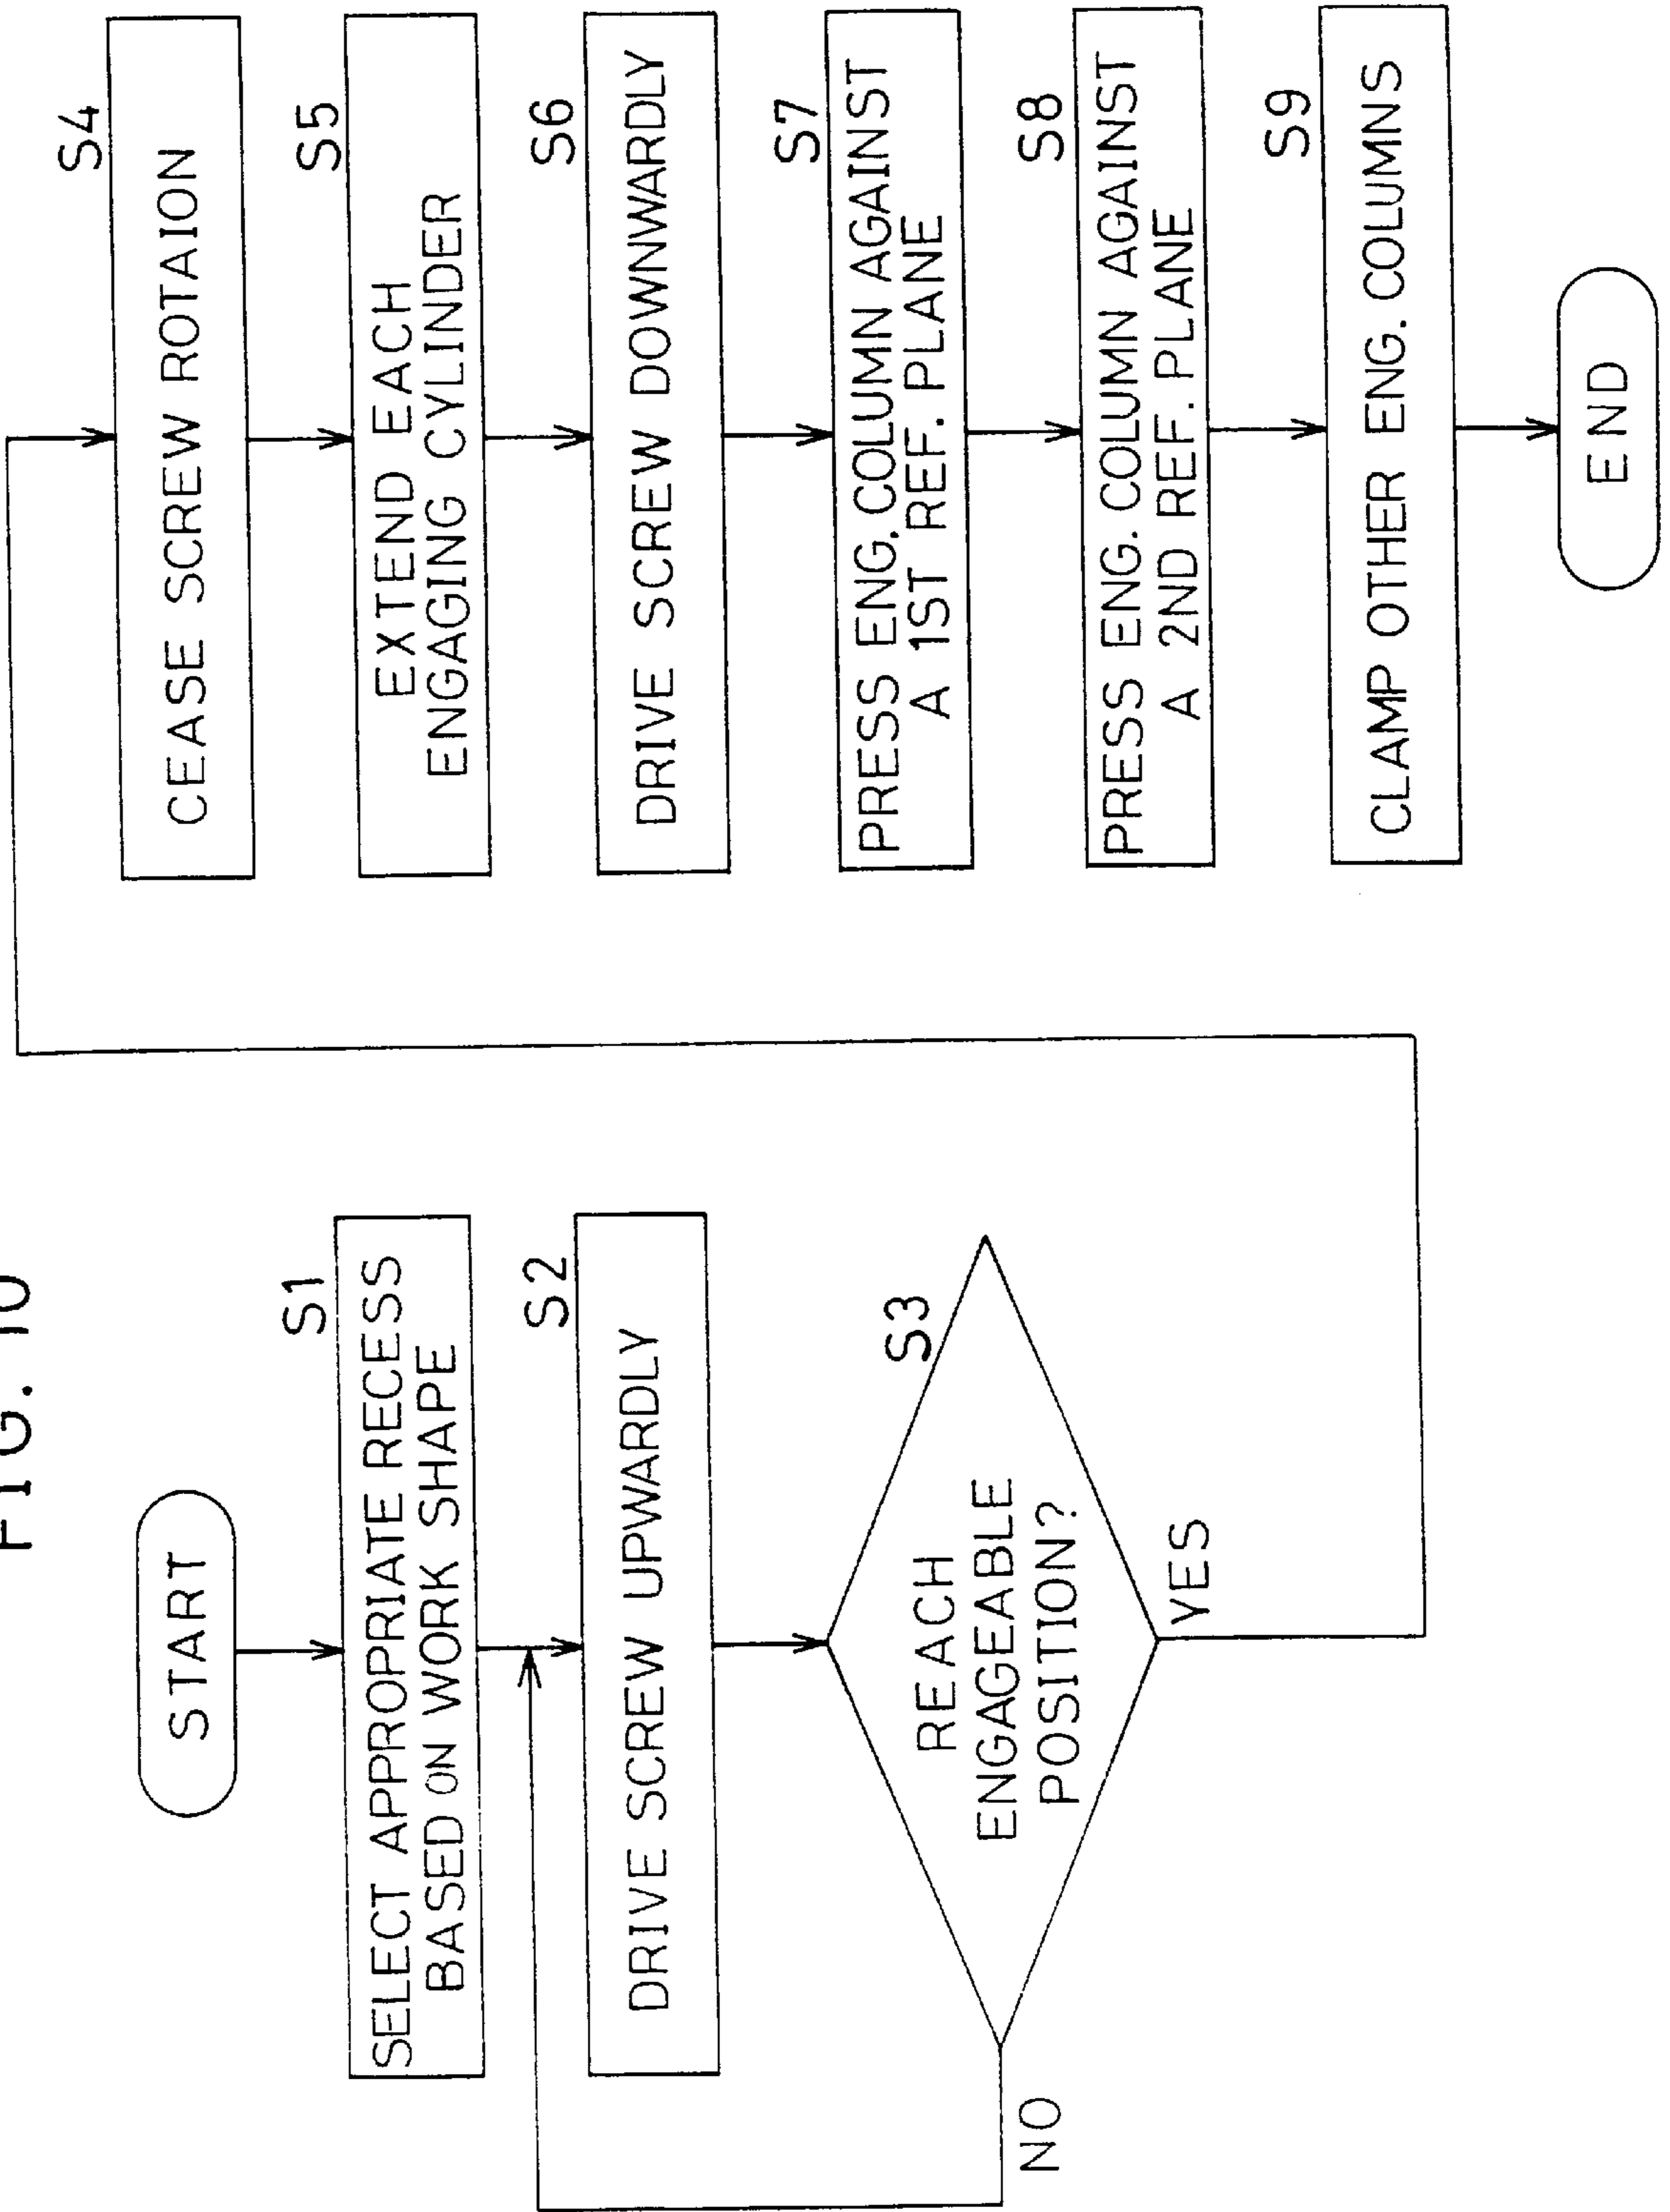 FIG. 10
START
S1
SELECT APPROPRIATE RECESS
BASED ON WORK SHAPE
S2
DRIVE SCREW UPWARDLY
S3
REACH
ENGAGEABLE
POSITION?
NO
YES
S4
CEASE SCREW ROTAION
S5
EXTEND EACH
ENGAGING CYLINDER
S6
DRIVE SCREW DOWNWARDLY
S7
PRESS ENG. COLUMN AGAINST
A 1ST REF. PLANE
S8
PRESS ENG. COLUMN AGAINST
A 2ND REF. PLANE
S9
CLAMP OTHER ENG. COLUMNS
END